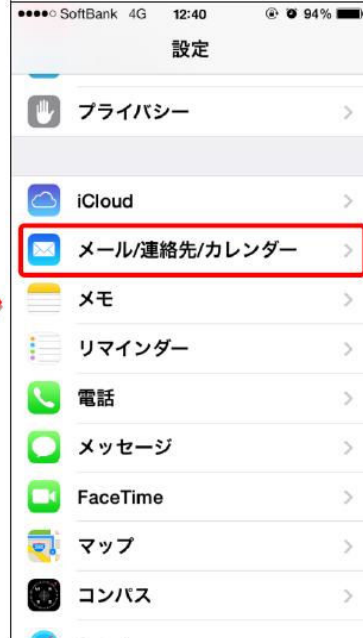 SoftBank 4G 12:40 94%
設定
プライバシー
iCloud
メール/連絡先/カレンダー
メモ
リマインダー
電話
メッセージ
FaceTime
マップ
コンパス